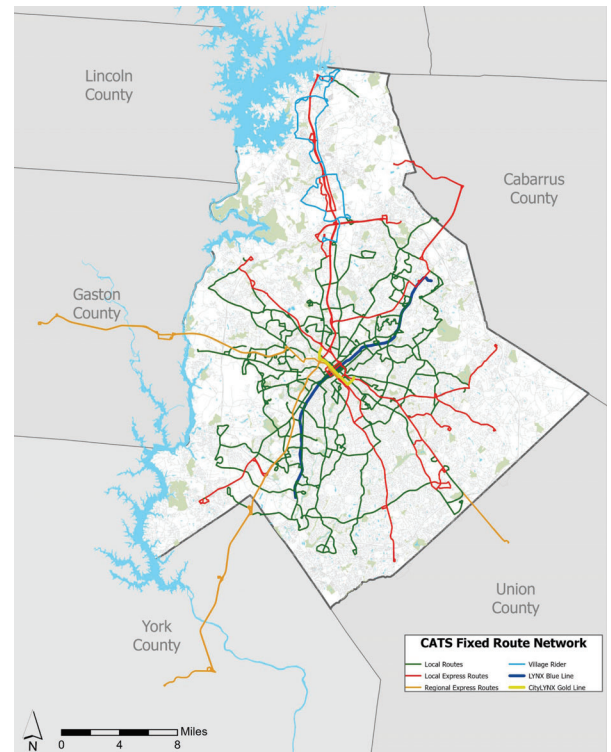 Lincoln
County
Cabarrus
County
Gaston
County
Union
County
York
County
CATS Fixed Route Network
Local Routes
Village Rider
Local Express Routes
LYNX Blue Line
Regional Express Routes
CityLYNX Gold Line
N
Miles
0 4 8